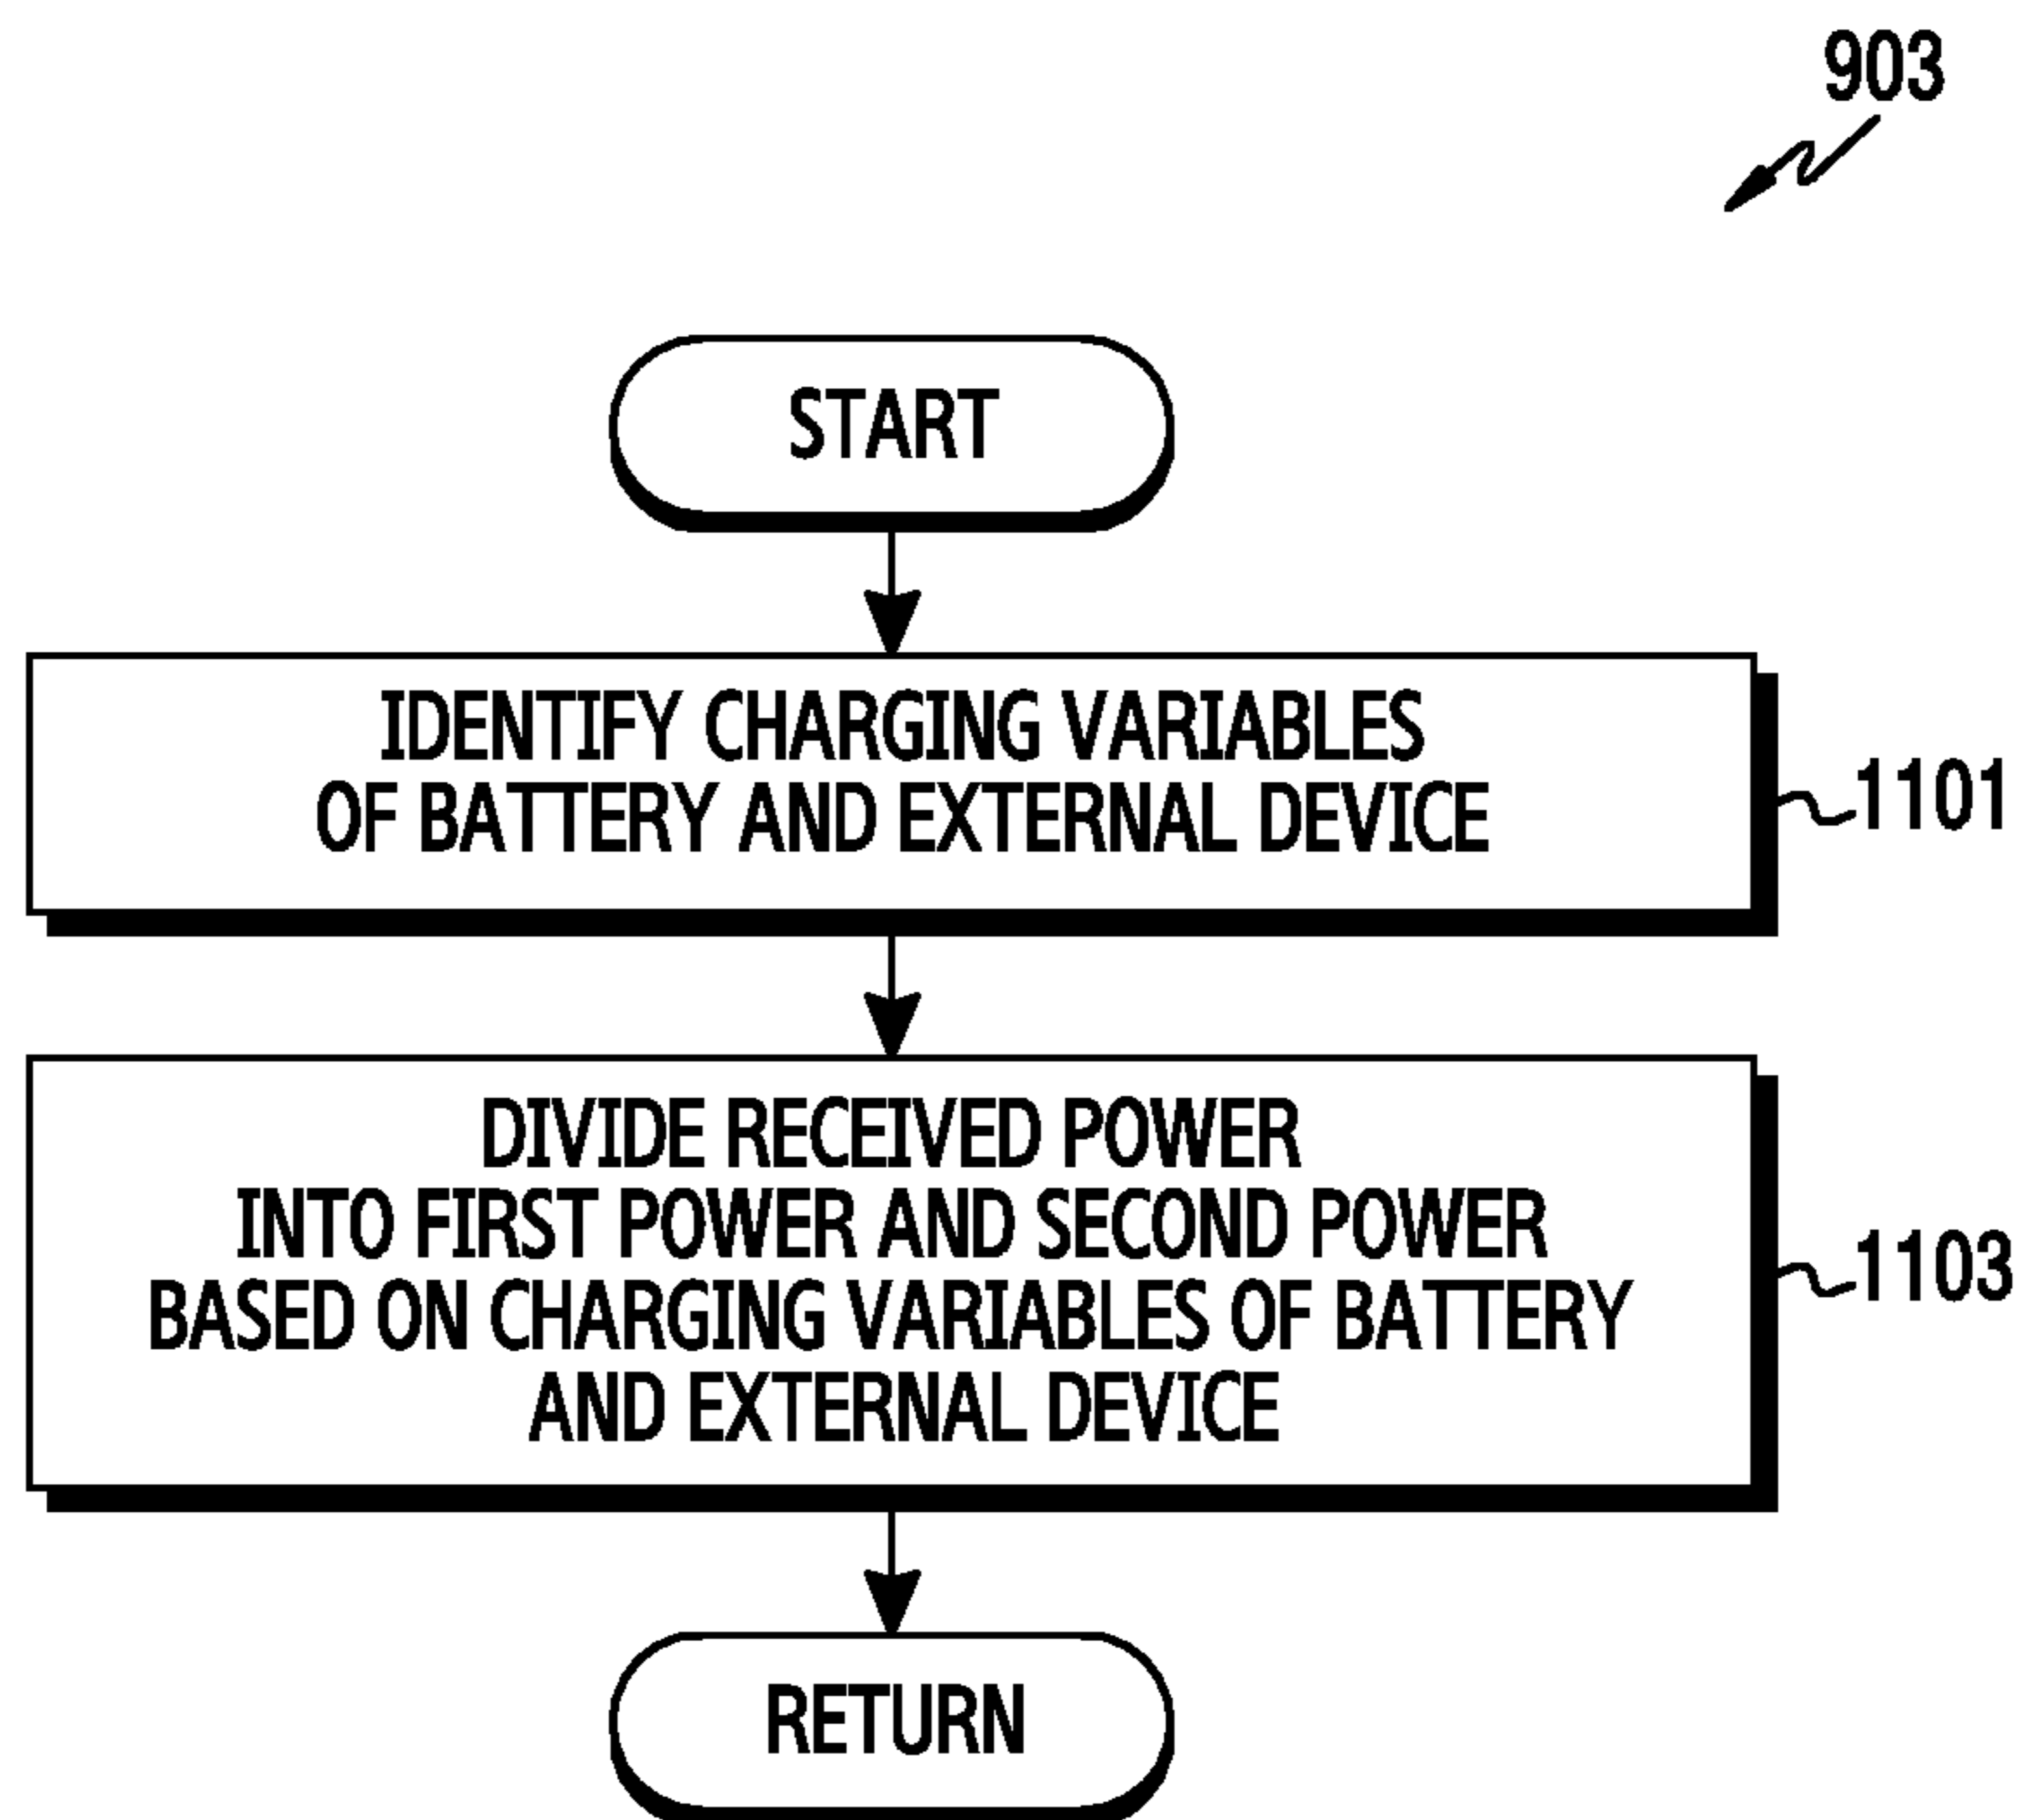 903
START
IDENTIFY CHARGING VARIABLES
OF BATTERY AND EXTERNAL DEVICE
1101
DIVIDE RECEIVED POWER
INTO FIRST POWER AND SECOND POWER
BASED ON CHARGING VARIABLES OF BATTERY
AND EXTERNAL DEVICE
1103
RETURN